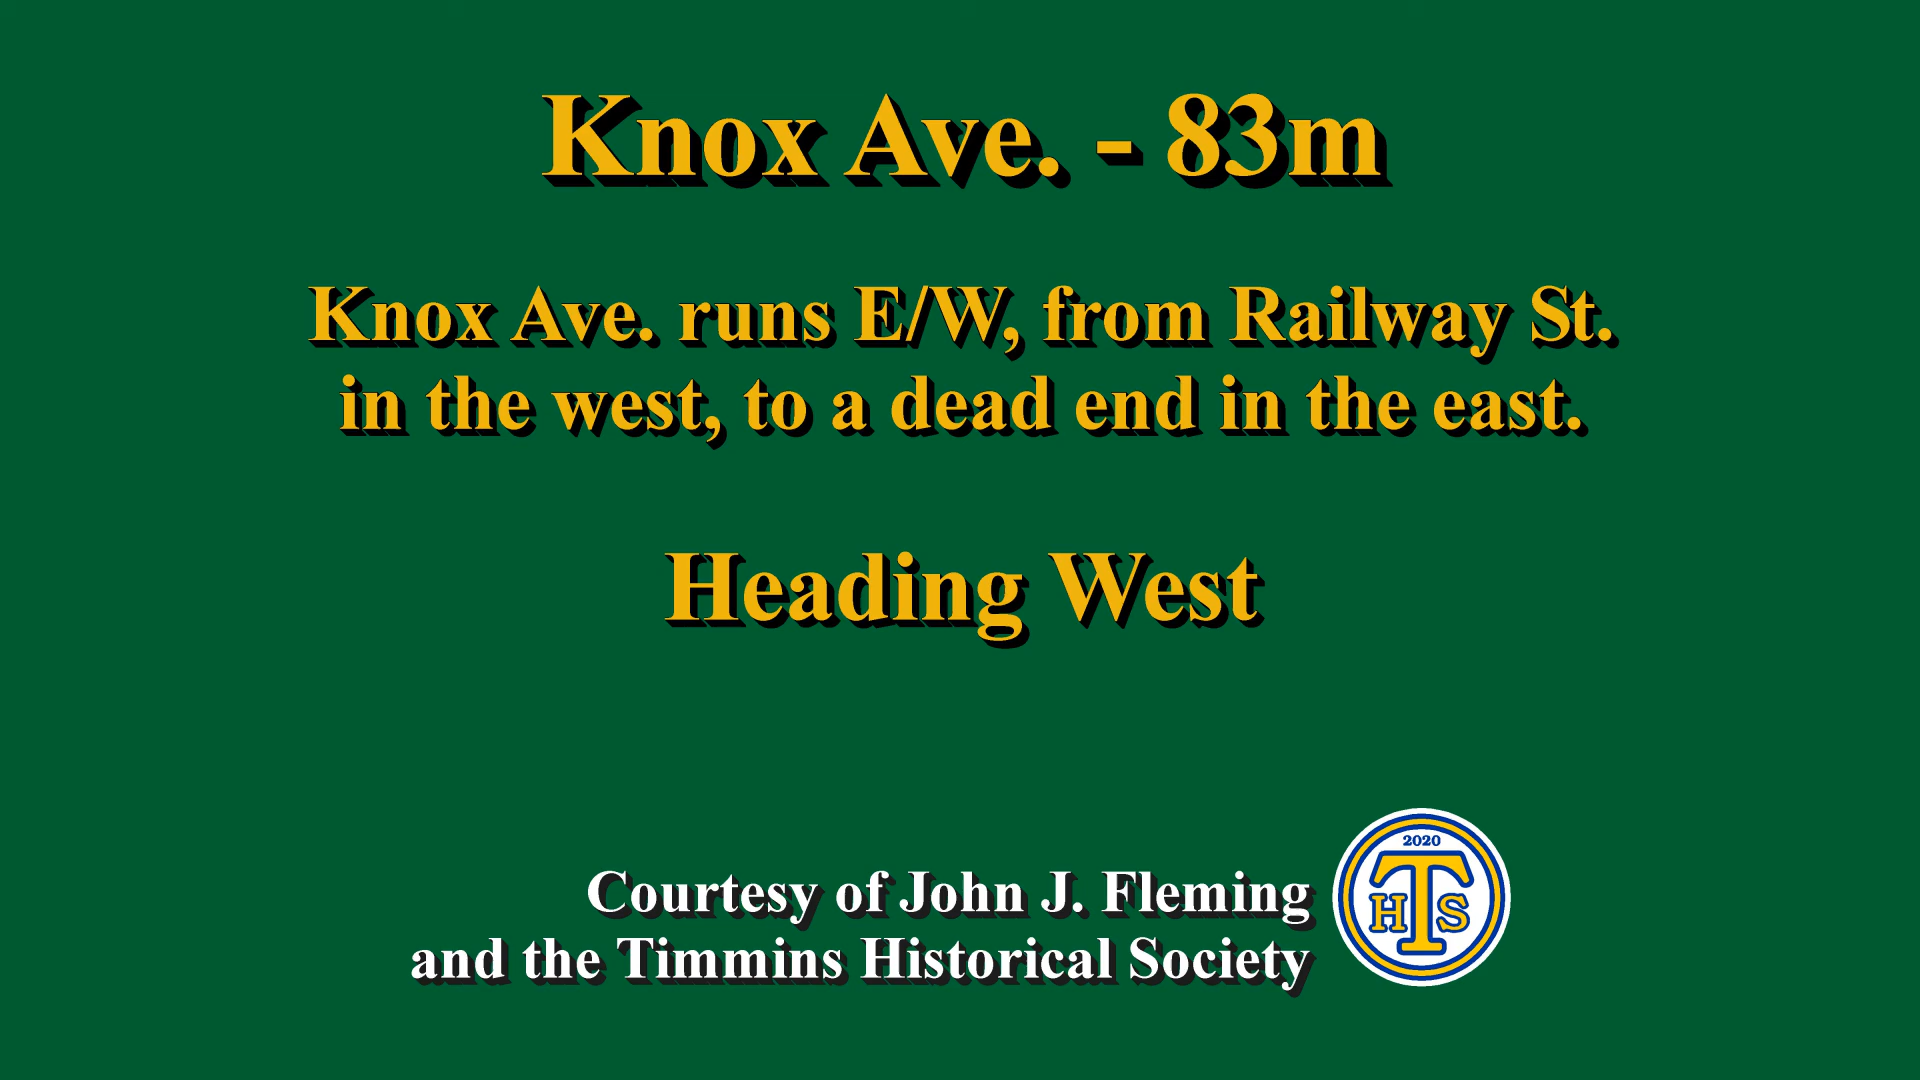 Knox Ave. - 83m
Knox Ave. runs E/W, from Railway St.
in the west, to a dead end in the east.
Heading West
Courtesy of John J. Fleming
and the Timmins Historical Society
2020
T
H S